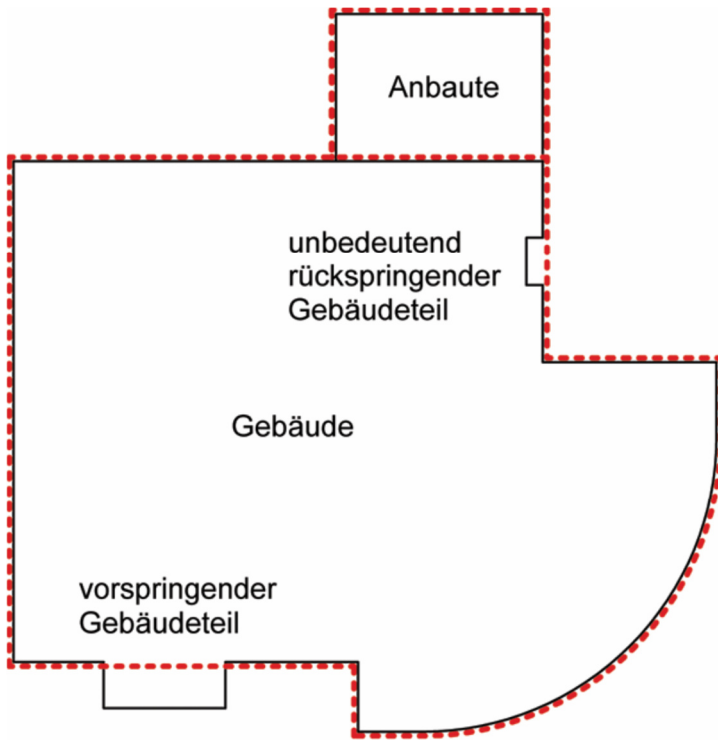 Anbaute
unbedeutend
rückspringender
Gebäudeteil
Gebäude
vorspringender
Gebäudeteil